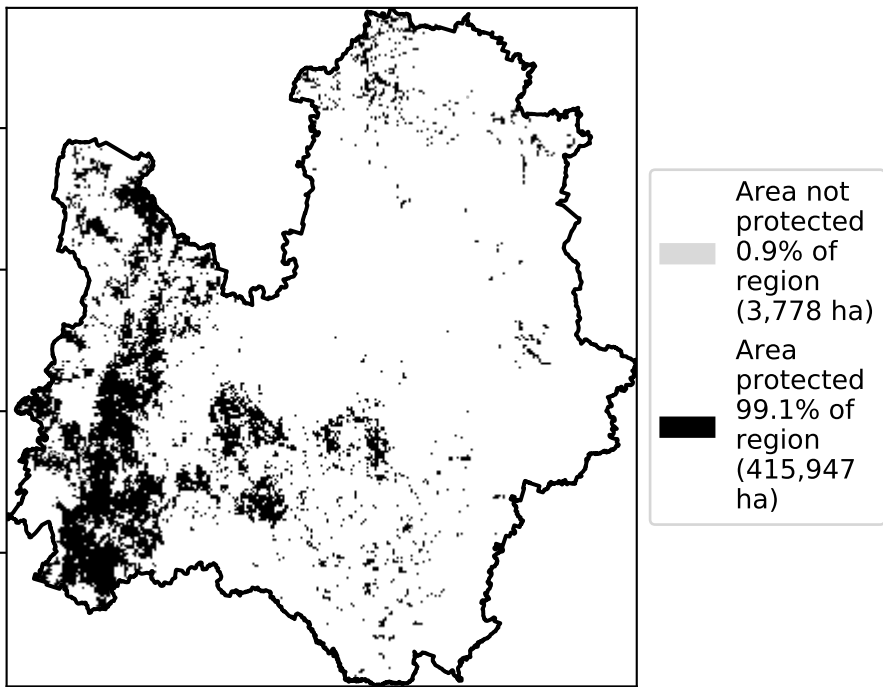 Area not
protected
0.9% of
region
(3,778 ha)
Area
protected
99.1% of
region
(415,947
ha)